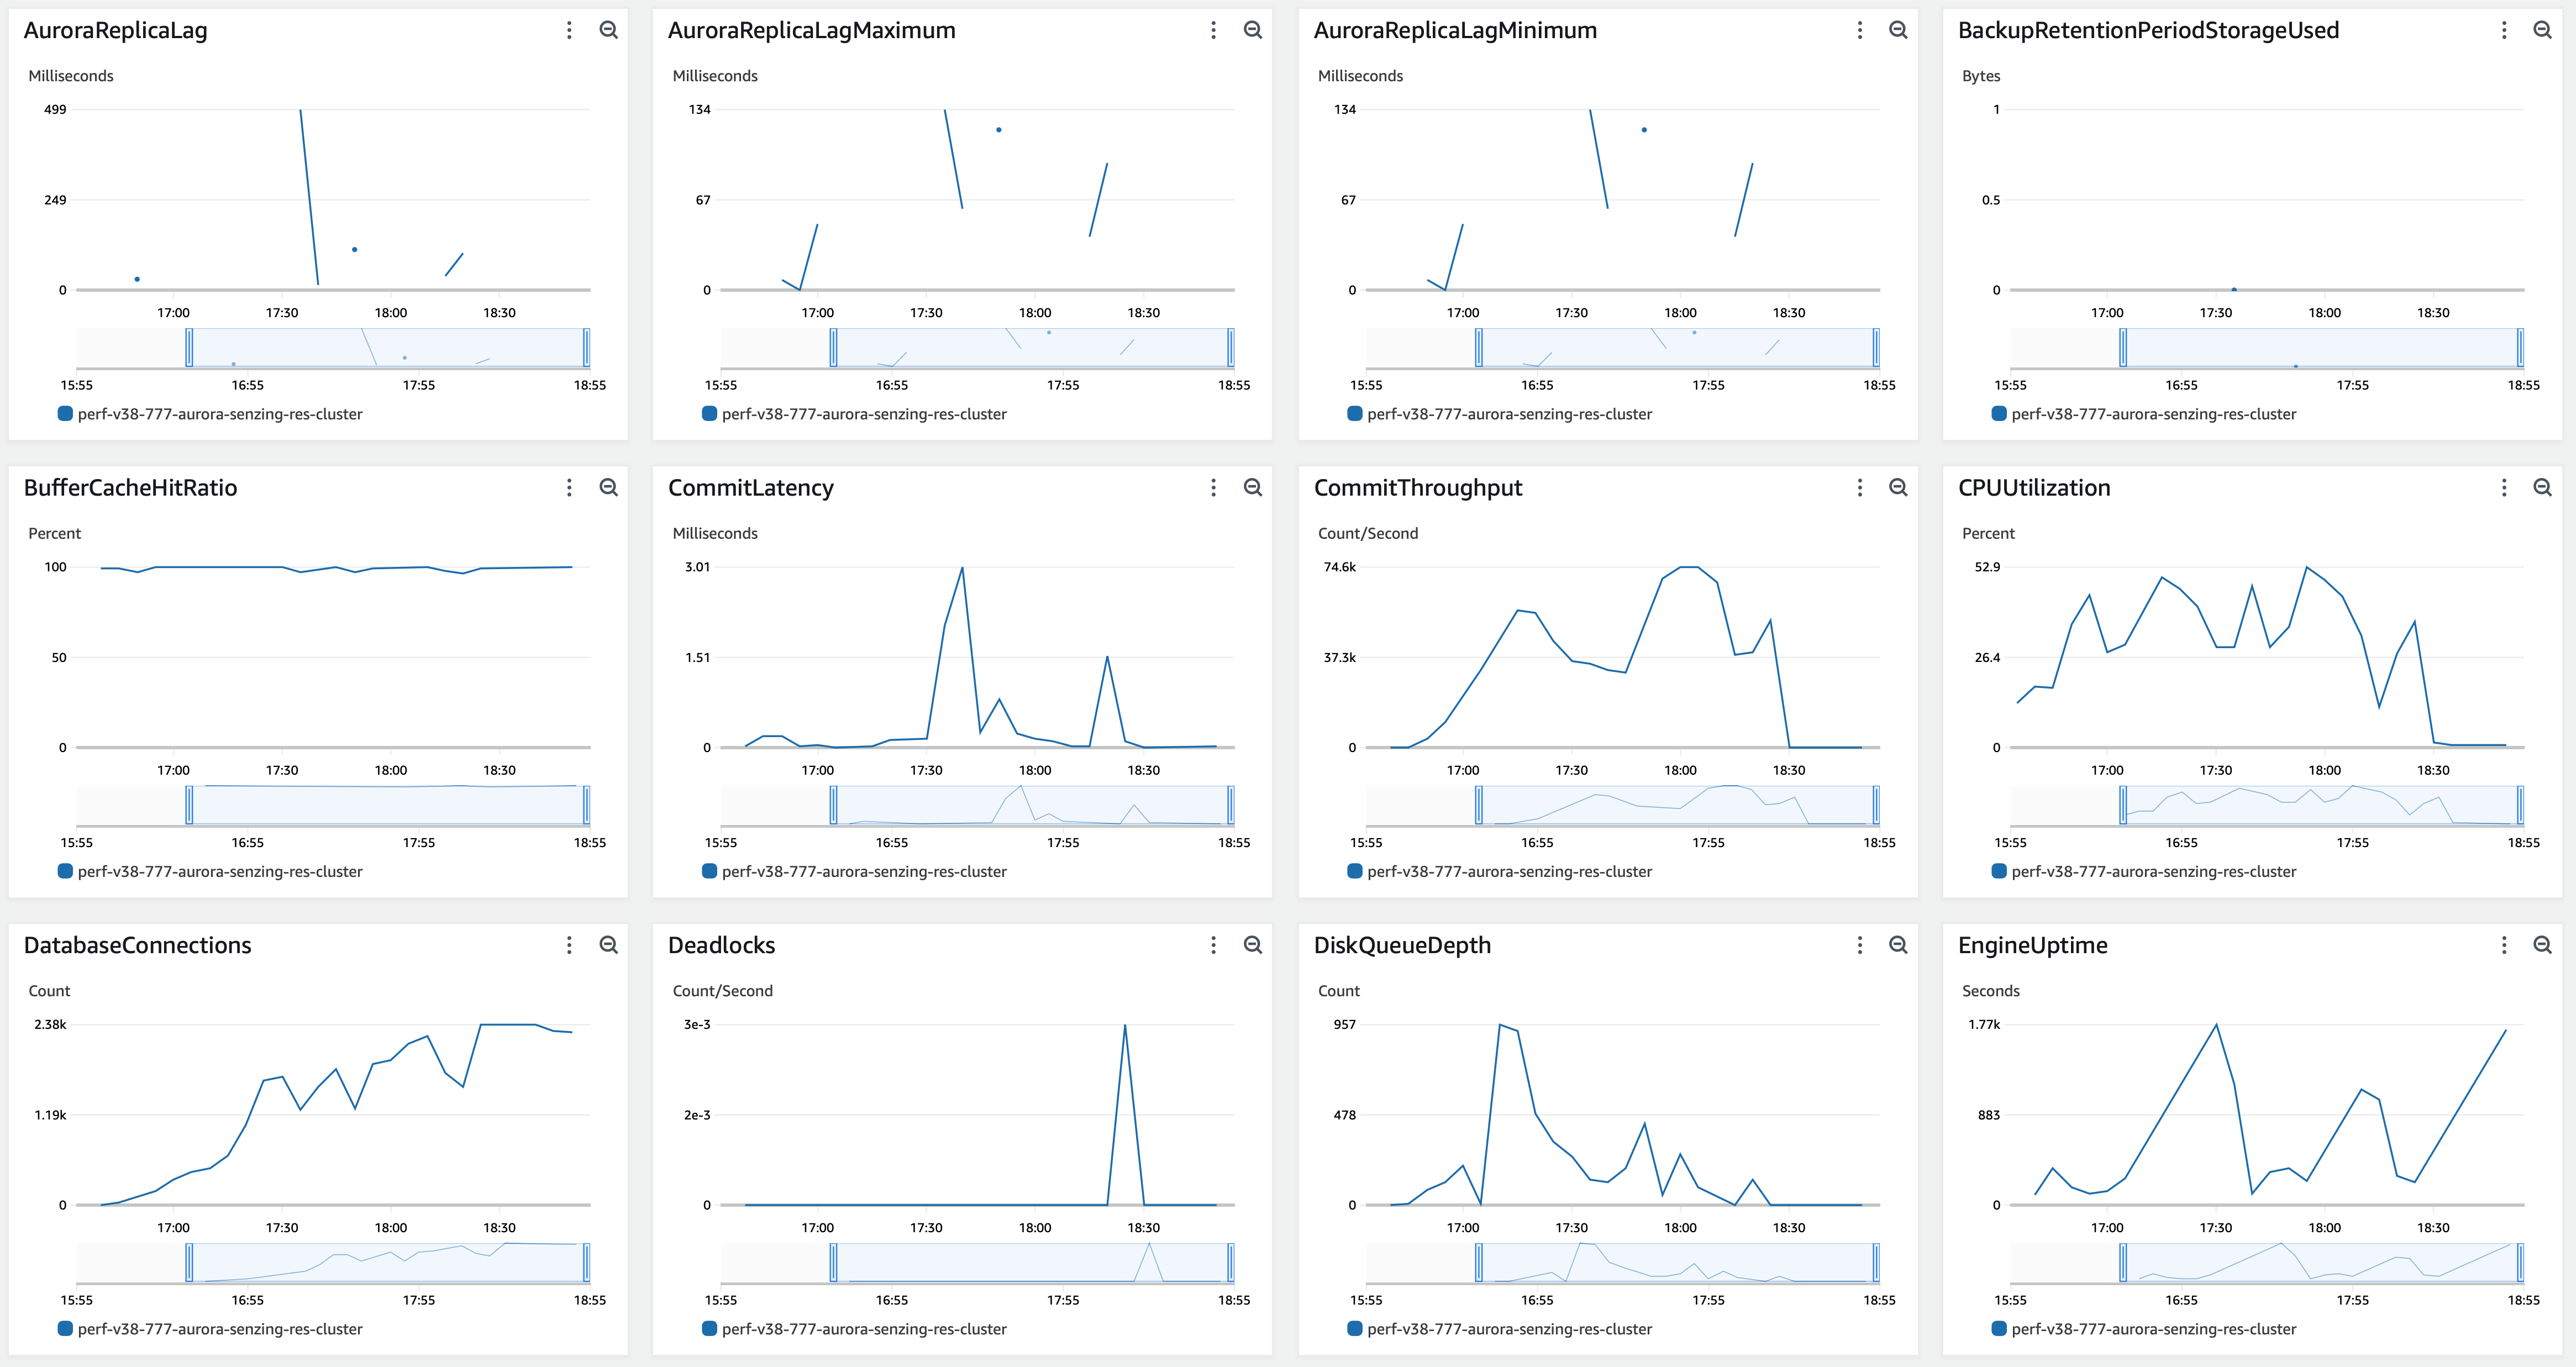 AuroraReplicaLag
Milliseconds
499
249
0
17:00 17:30 18:00 18:30
15:55 16:55 17:55 18:55
perf-v38-777-aurora-senzing-res-cluster
AuroraReplicaLagMaximum
Milliseconds
134
67
0
17:00 17:30 18:00 18:30
15:55 16:55 17:55 18:55
perf-v38-777-aurora-senzing-res-cluster
AuroraReplicaLagMinimum
Milliseconds
134
67
0
17:00 17:30 18:00 18:30
15:55 16:55 17:55 18:55
perf-v38-777-aurora-senzing-res-cluster
BackupRetentionPeriodStorageUsed
Bytes
1
0.5
0
17:00 17:30 18:00 18:30
15:55 16:55 17:55 18:55
perf-v38-777-aurora-senzing-res-cluster
BufferCacheHitRatio
Percent
100
50
0
17:00 17:30 18:00 18:30
15:55 16:55 17:55 18:55
perf-v38-777-aurora-senzing-res-cluster
CommitLatency
Milliseconds
3.01
1.51
0
17:00 17:30 18:00 18:30
15:55 16:55 17:55 18:55
perf-v38-777-aurora-senzing-res-cluster
CommitThroughput
Count/Second
74.6k
37.3k
0
17:00 17:30 18:00 18:30
15:55 16:55 17:55 18:55
perf-v38-777-aurora-senzing-res-cluster
CPUUtilization
Percent
52.9
26.4
0
17:00 17:30 18:00 18:30
15:55 16:55 17:55 18:55
perf-v38-777-aurora-senzing-res-cluster
DatabaseConnections
Count
2.38k
1.19k
0
17:00 17:30 18:00 18:30
15:55 16:55 17:55 18:55
perf-v38-777-aurora-senzing-res-cluster
Deadlocks
Count/Second
3e-3
2e-3
0
17:00 17:30 18:00 18:30
15:55 16:55 17:55 18:55
perf-v38-777-aurora-senzing-res-cluster
DiskQueueDepth
Count
957
478
0
17:00 17:30 18:00 18:30
15:55 16:55 17:55 18:55
perf-v38-777-aurora-senzing-res-cluster
EngineUptime
Seconds
1.77k
883
0
17:00 17:30 18:00 18:30
15:55 16:55 17:55 18:55
perf-v38-777-aurora-senzing-res-cluster